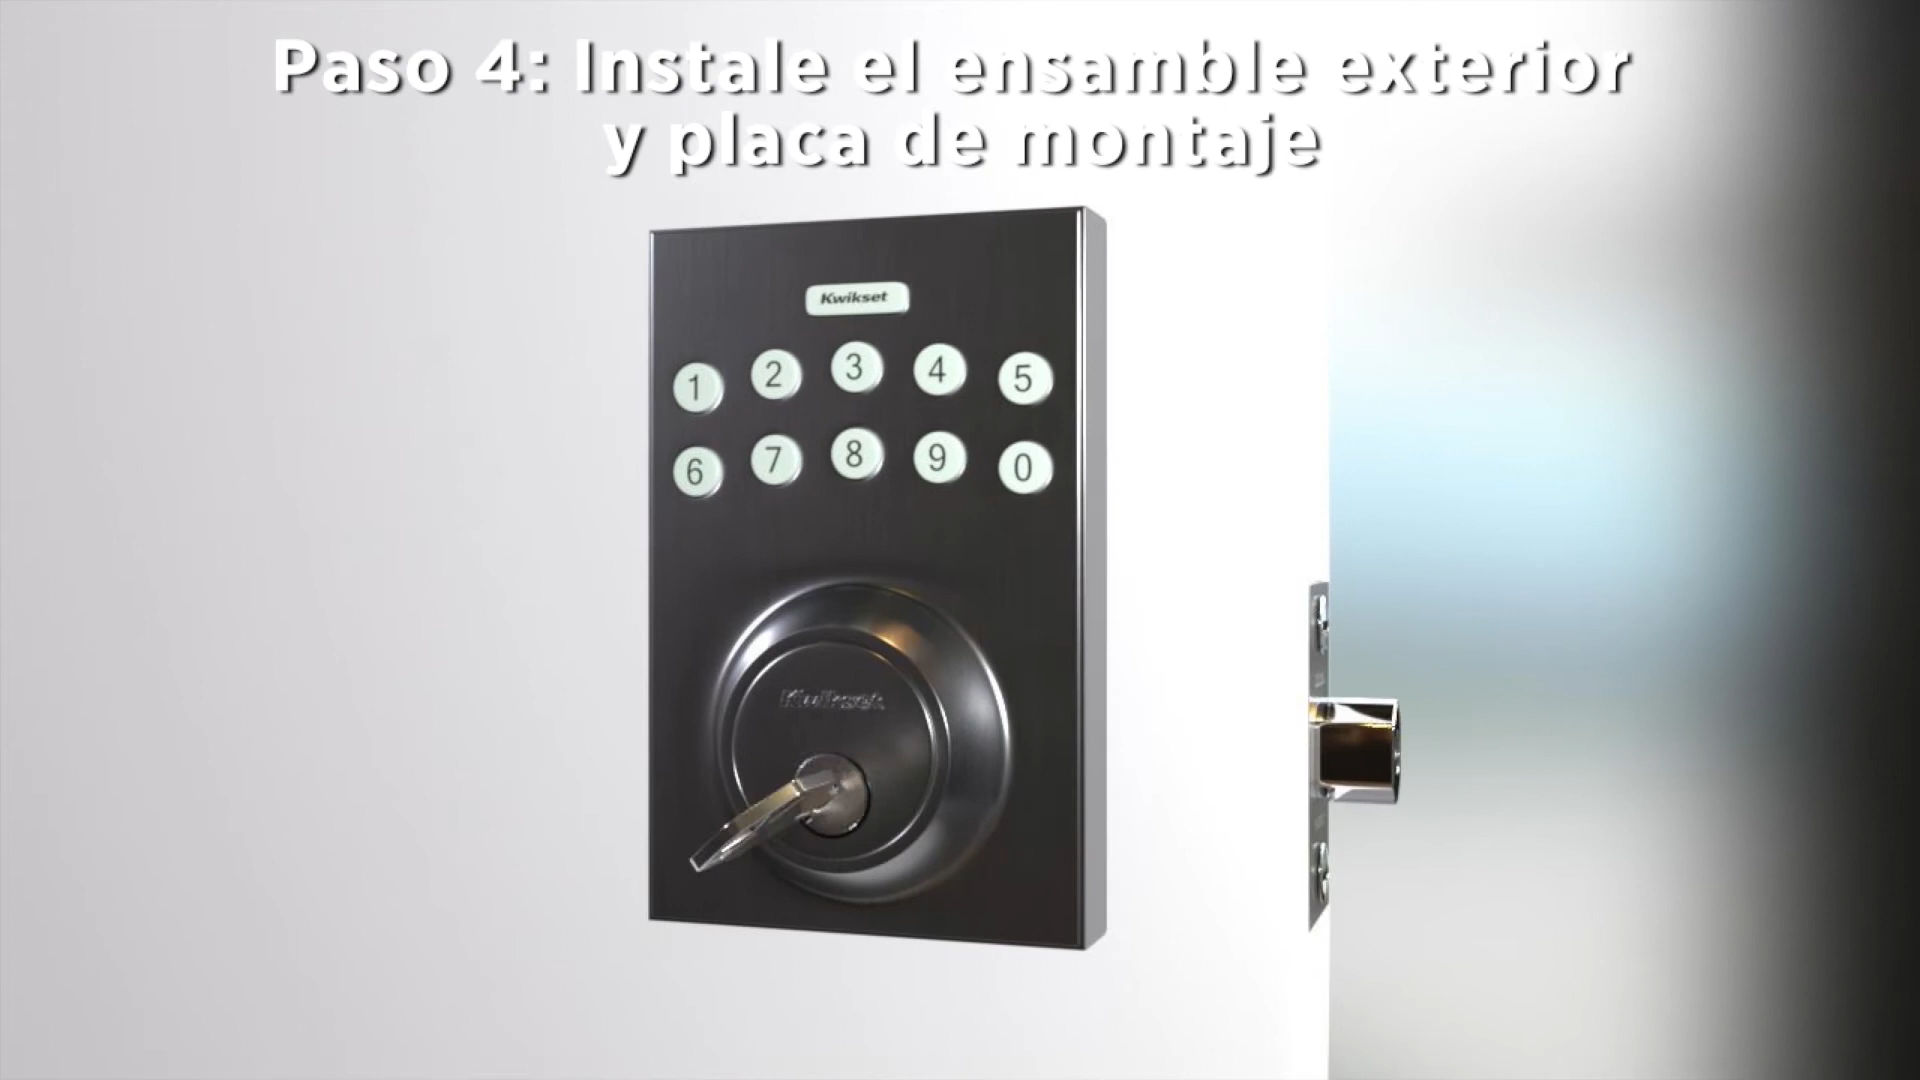 Paso 4: Instale el ensamble exterior
y placa de montaje
Kwikset
1 2 3 4 5
6 7 8 9 0
Kwikset